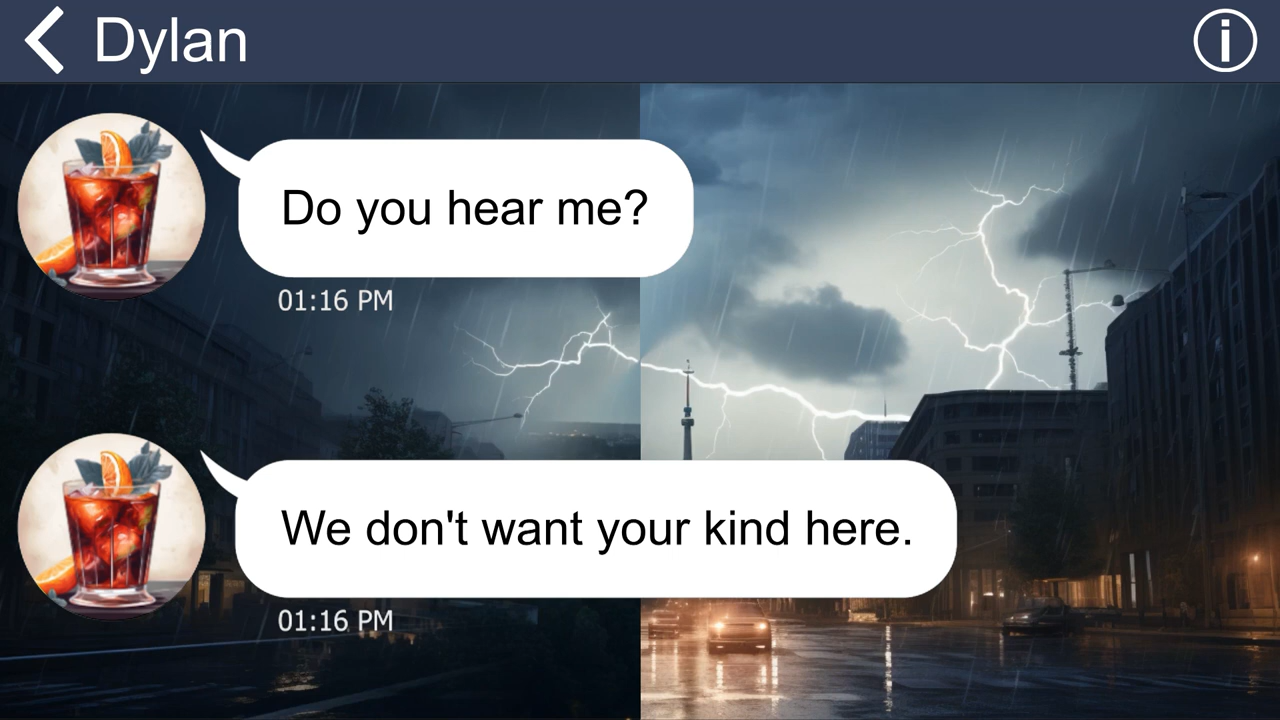 Dylan
Do you hear me?
01:16 PM
We don't want your kind here.
01:16 PM